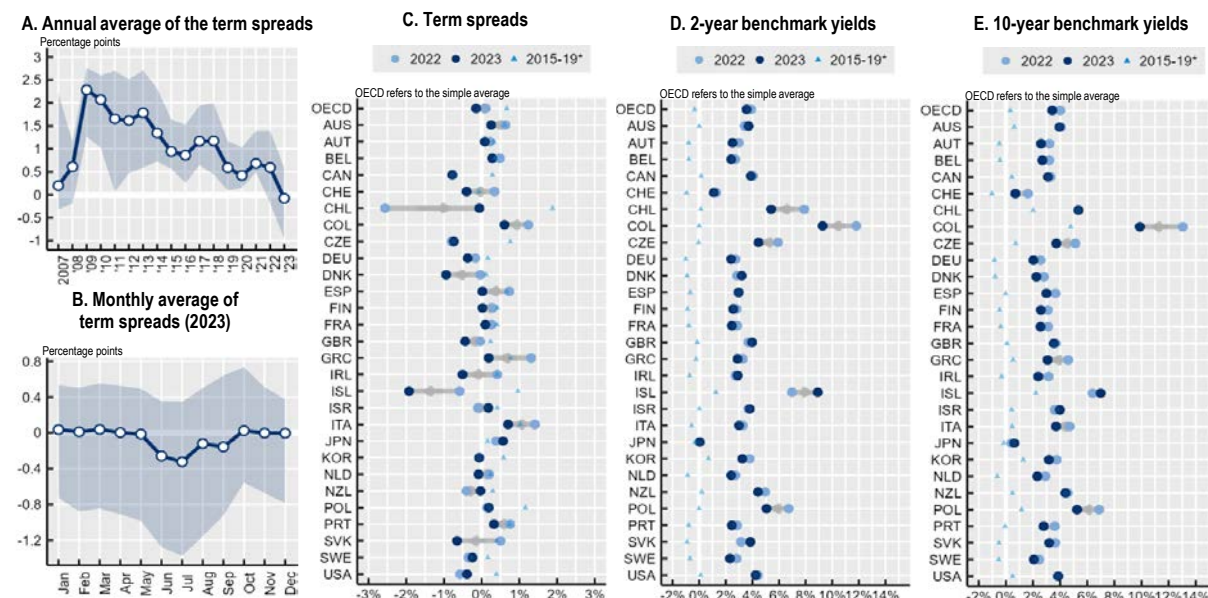 A. Annual average of the term spreads
Percentage points
3
2.5
2
1.5
1
0.5
0
-0.5
-1
2007
'08
'09
'10
'11
'12
'13
'14
'15
'16
'17
'18
'19
'20
'21
'22
'23
B. Monthly average of
term spreads (2023)
Percentage points
0.8
0.4
0
-0.4
-0.8
-1.2
Jan
Feb
Mar
Apr
May
Jun
Jul
Aug
Sep
Oct
Nov
Dec
C. Term spreads
2022 2023 2015-19*
OECD refers to the simple average
OECD
AUS
AUT
BEL
CAN
CHE
CHL
COL
CZE
DEU
DNK
ESP
FIN
FRA
GBR
GRC
IRL
ISL
ISR
ITA
JPN
KOR
NLD
NZL
POL
PRT
SVK
SWE
USA
-3% -2% -1% 0% 1% 2% 3%
D. 2-year benchmark yields
2022 2023 2015-19*
OECD refers to the simple average
OECD
AUS
AUT
BEL
CAN
CHE
CHL
COL
CZE
DEU
DNK
ESP
FIN
FRA
GBR
GRC
IRL
ISL
ISR
ITA
JPN
KOR
NLD
NZL
POL
PRT
SVK
SWE
USA
-2% 0% 2% 4% 6% 8% 10%12%14%
E. 10-year benchmark yields
2022 2023 2015-19*
OECD refers to the simple average
OECD
AUS
AUT
BEL
CAN
CHE
CHL
COL
CZE
DEU
DNK
ESP
FIN
FRA
GBR
GRC
IRL
ISL
ISR
ITA
JPN
KOR
NLD
NZL
POL
PRT
SVK
SWE
USA
-2% 0% 2% 4% 6% 8% 10%12%14%